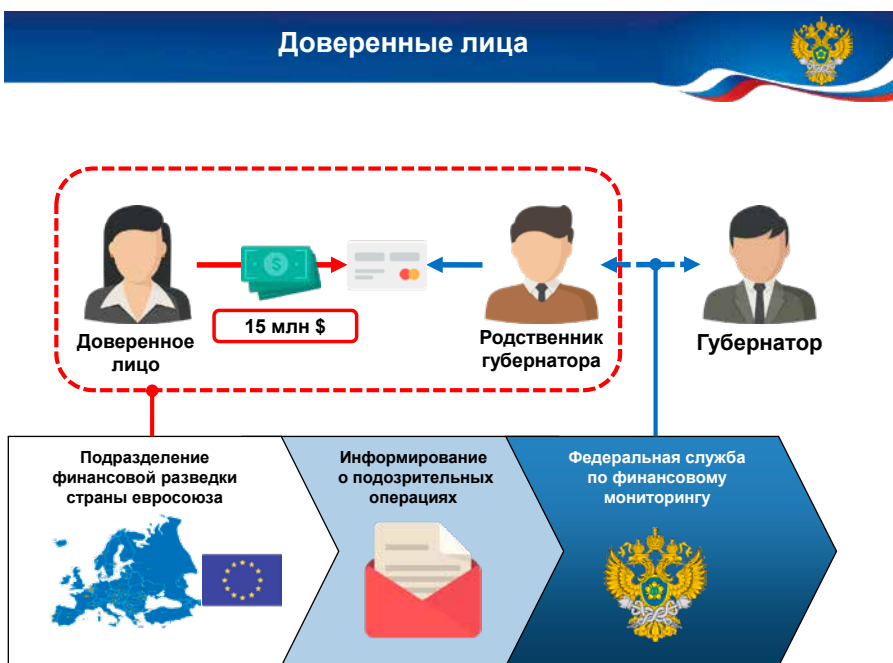 Доверенные лица
15 млн $
Доверенное
лицо
Родственник
губернатора
Губернатор
Подразделение
финансовой разведки
страны евросоюза
Информирование
о подозрительных
операциях
Федеральная служба
по финансовому
мониторингу